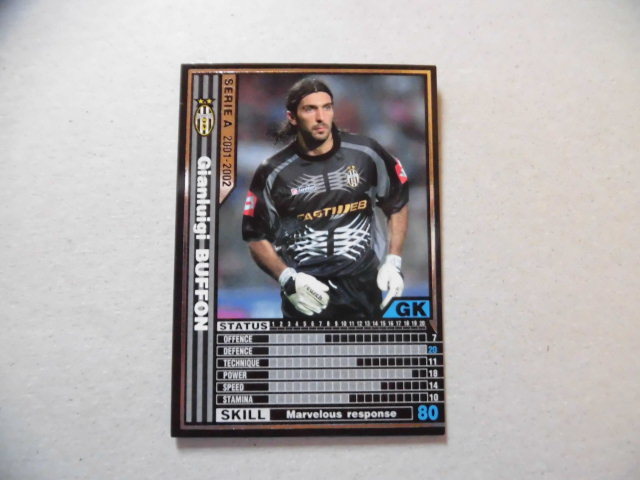 SERIE A 2001-2002
Gianluigi BUFFON
FASTWEB
reusch
GK
STATUS 1 2 3 4 5 6 7 8 9 10 11 12 13 14 15 16 17 18 19 20
OFFENCE 7
DEFENCE 20
TECHNIQUE 11
POWER 18
SPEED 14
STAMINA 10
SKILL Marvelous response 80